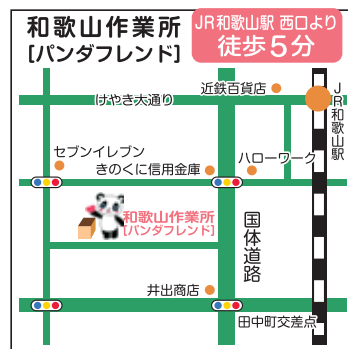 和歌山作業所
[パンダフレンド]
JR和歌山駅 西口より
徒歩5分
近鉄百貨店
けやき大通り
JR和歌山駅
セブンイレブン
きのくに信用金庫
ハローワーク
和歌山作業所
[パンダフレンド]
国体道路
井出商店
田中町交差点